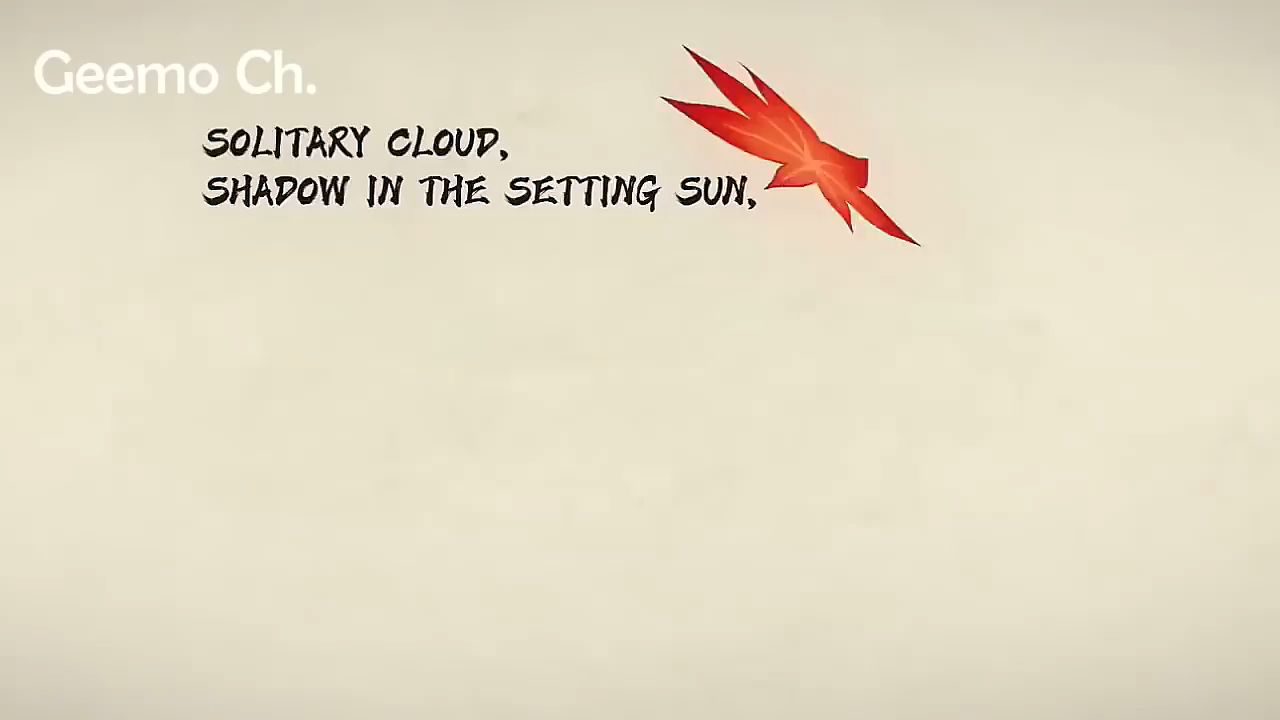 Geemo Ch.
SOLITARY CLOUD,
SHADOW IN THE SETTING SUN,